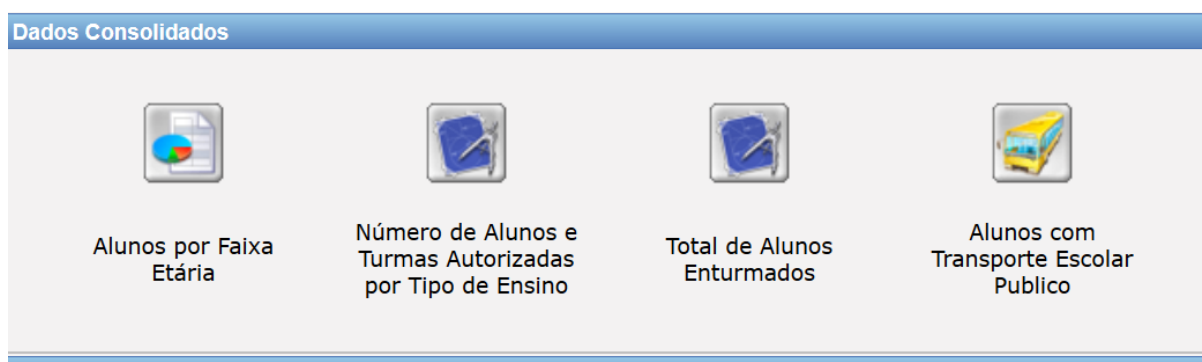 Dados Consolidados
Alunos por Faixa
Etária
Número de Alunos e
Turmas Autorizadas
por Tipo de Ensino
Total de Alunos
Enturmados
Alunos com
Transporte Escolar
Publico